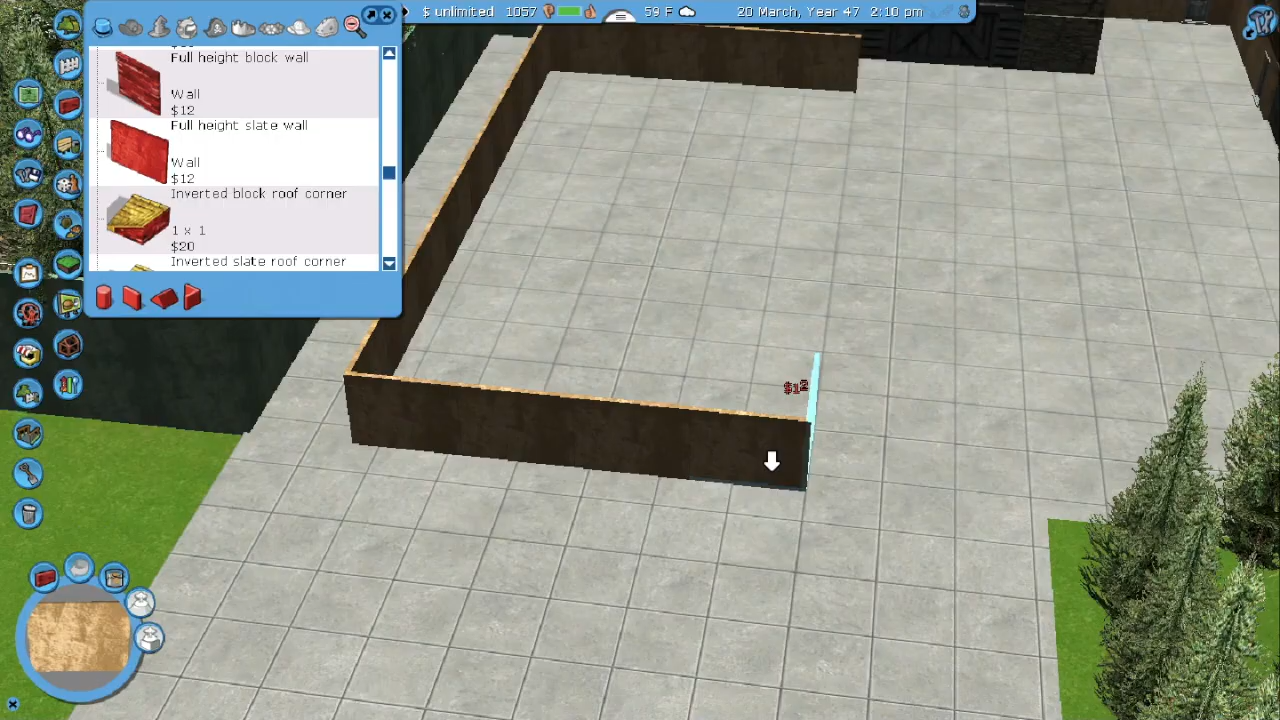 $ unlimited 1057 59 F 20 March, Year 47 2:10 pm
Full height block wall
Wall
$12
Full height slate wall
Wall
$12
Inverted block roof corner
1 x 1
$20
Inverted slate roof corner
$12